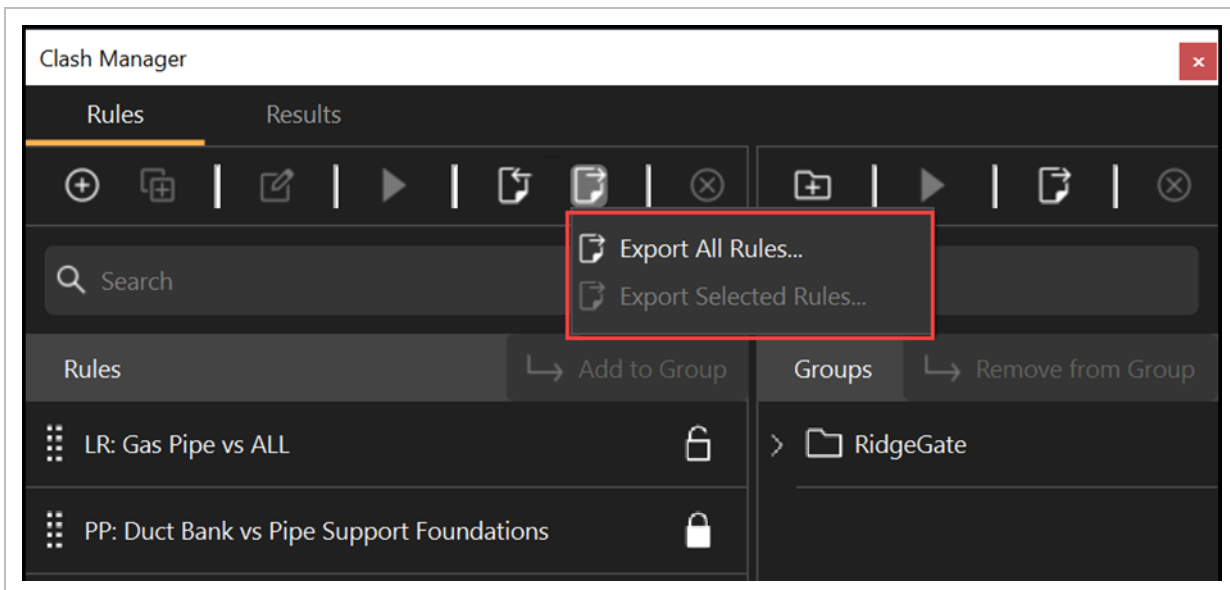 Clash Manager
Rules
Results
Export All Rules...
Export Selected Rules...
Search
Rules
Add to Group
Groups
Remove from Group
LR: Gas Pipe vs ALL
RidgeGate
PP: Duct Bank vs Pipe Support Foundations